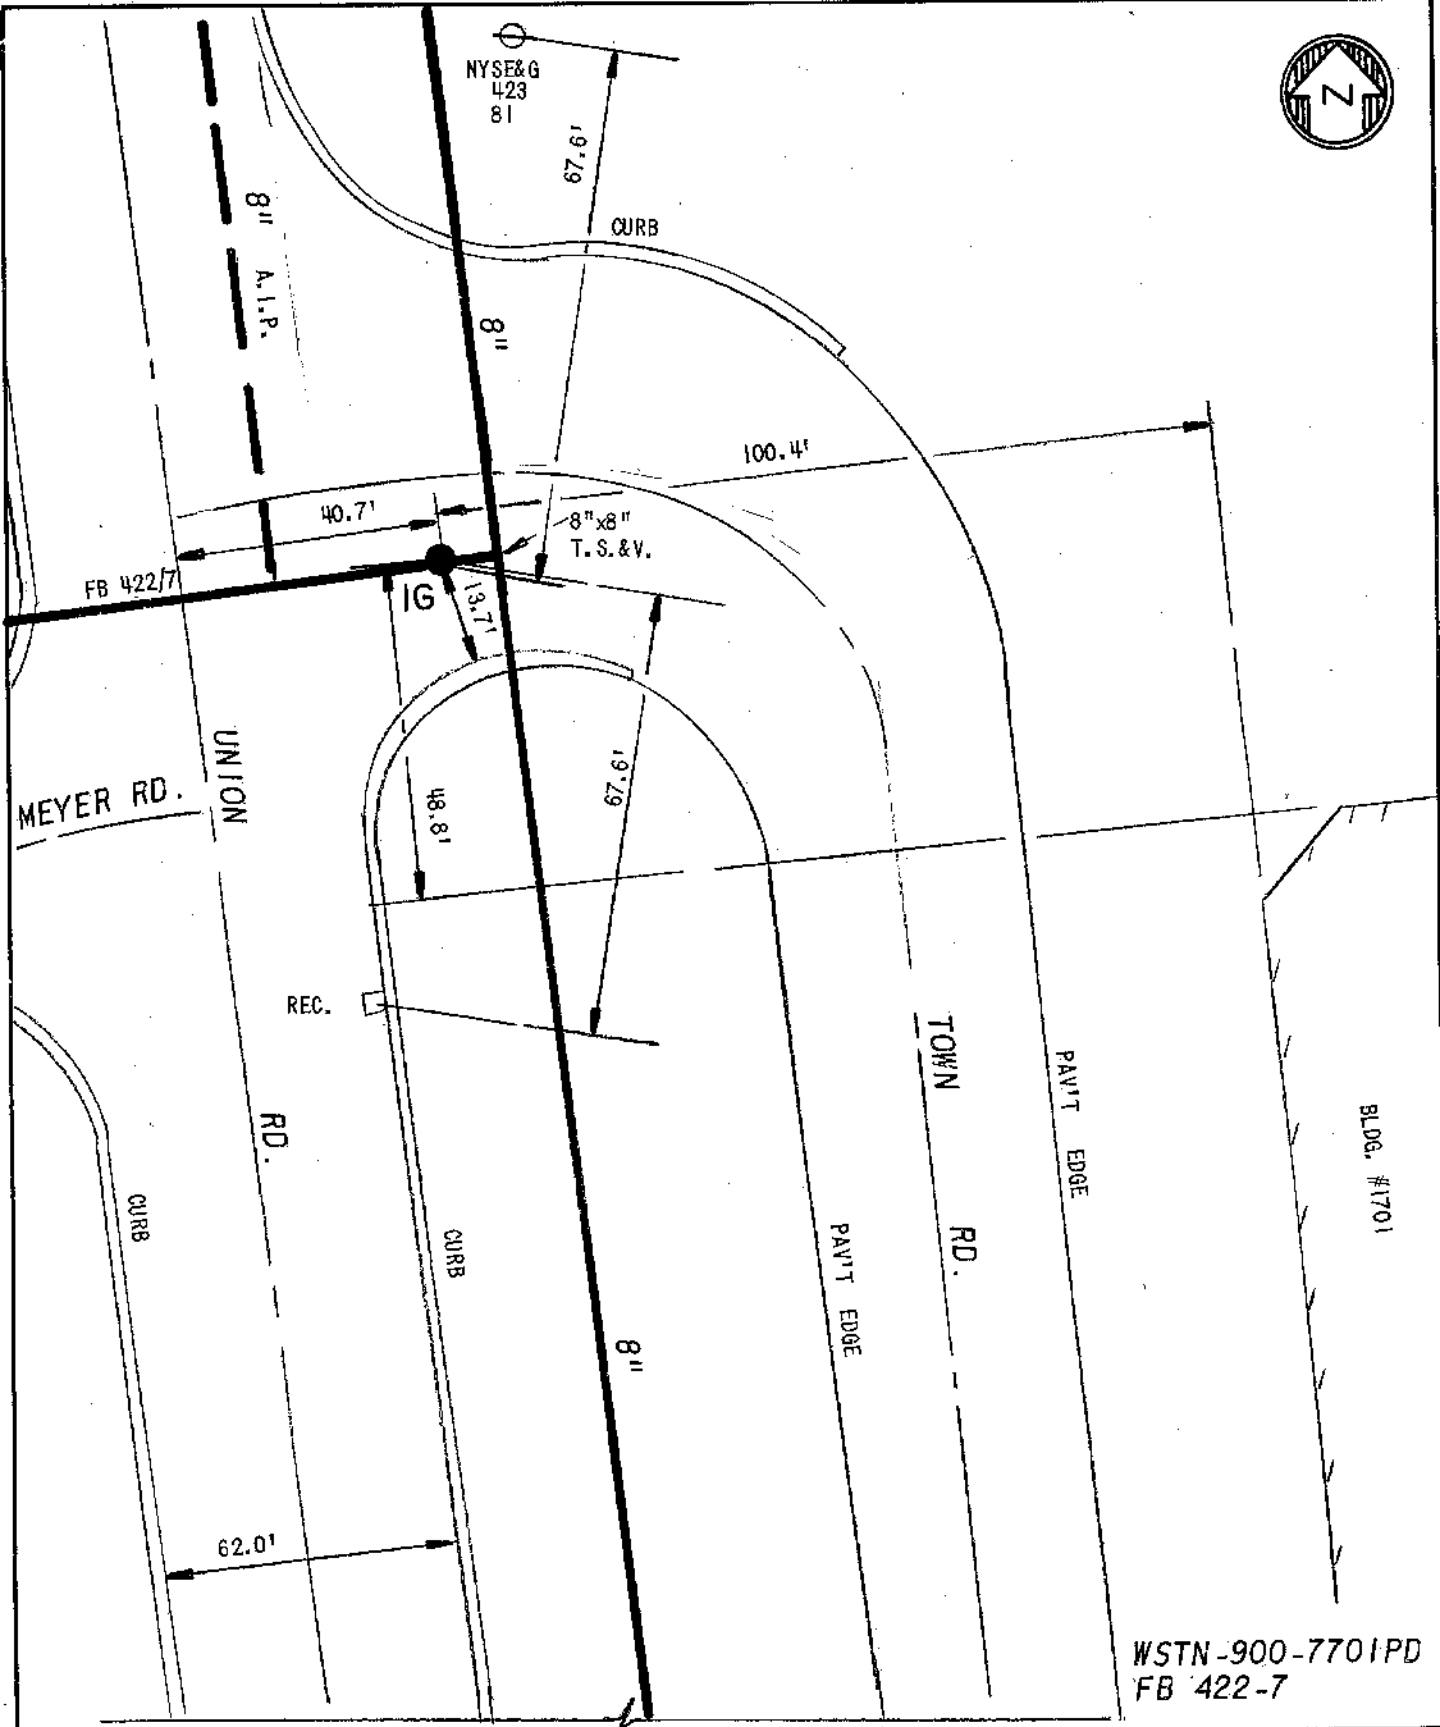 NYSE&G
423
81
67.6'
Z
CURB
8"
A.I.P.
8"
100.4'
40.7'
8"x8"
T.S.&V.
FB 422/7
1G
13.7'
UNION
MEYER RD.
48.8'
67.6'
REC.
TOWN
PAV'T EDGE
BLDG. #1701
RD.
CURB
CURB
PAV'T EDGE
RD.
8"
62.0'
WSTN-900-7701PD
FB 422-7